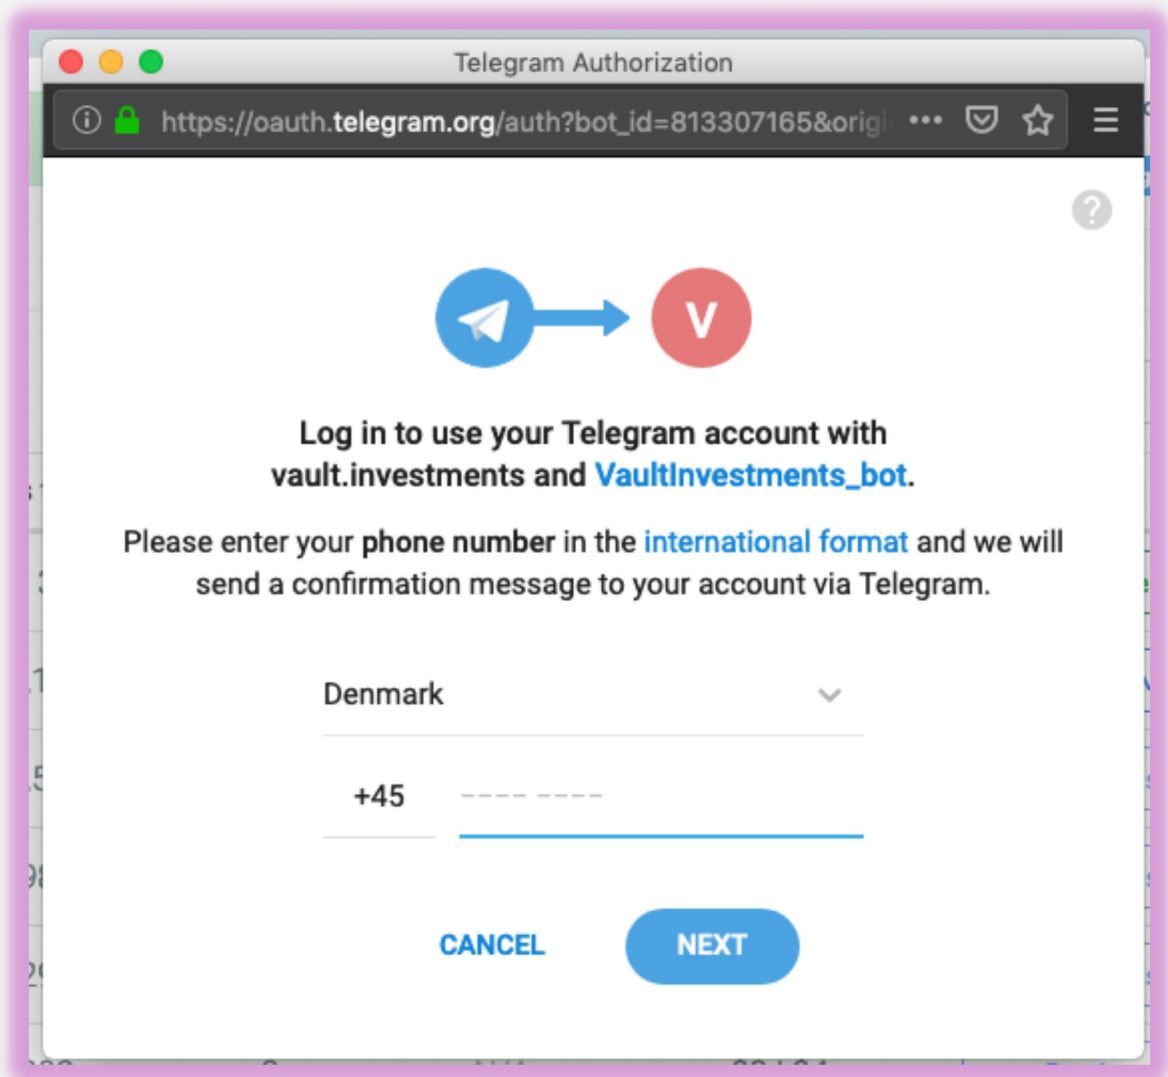 Telegram Authorization
https://oauth.telegram.org/auth?bot_id=813307165&origi
V
Log in to use your Telegram account with
vault.investments and VaultInvestments_bot.
Please enter your phone number in the international format and we will
send a confirmation message to your account via Telegram.
Denmark
+45 ---- ----
CANCEL NEXT